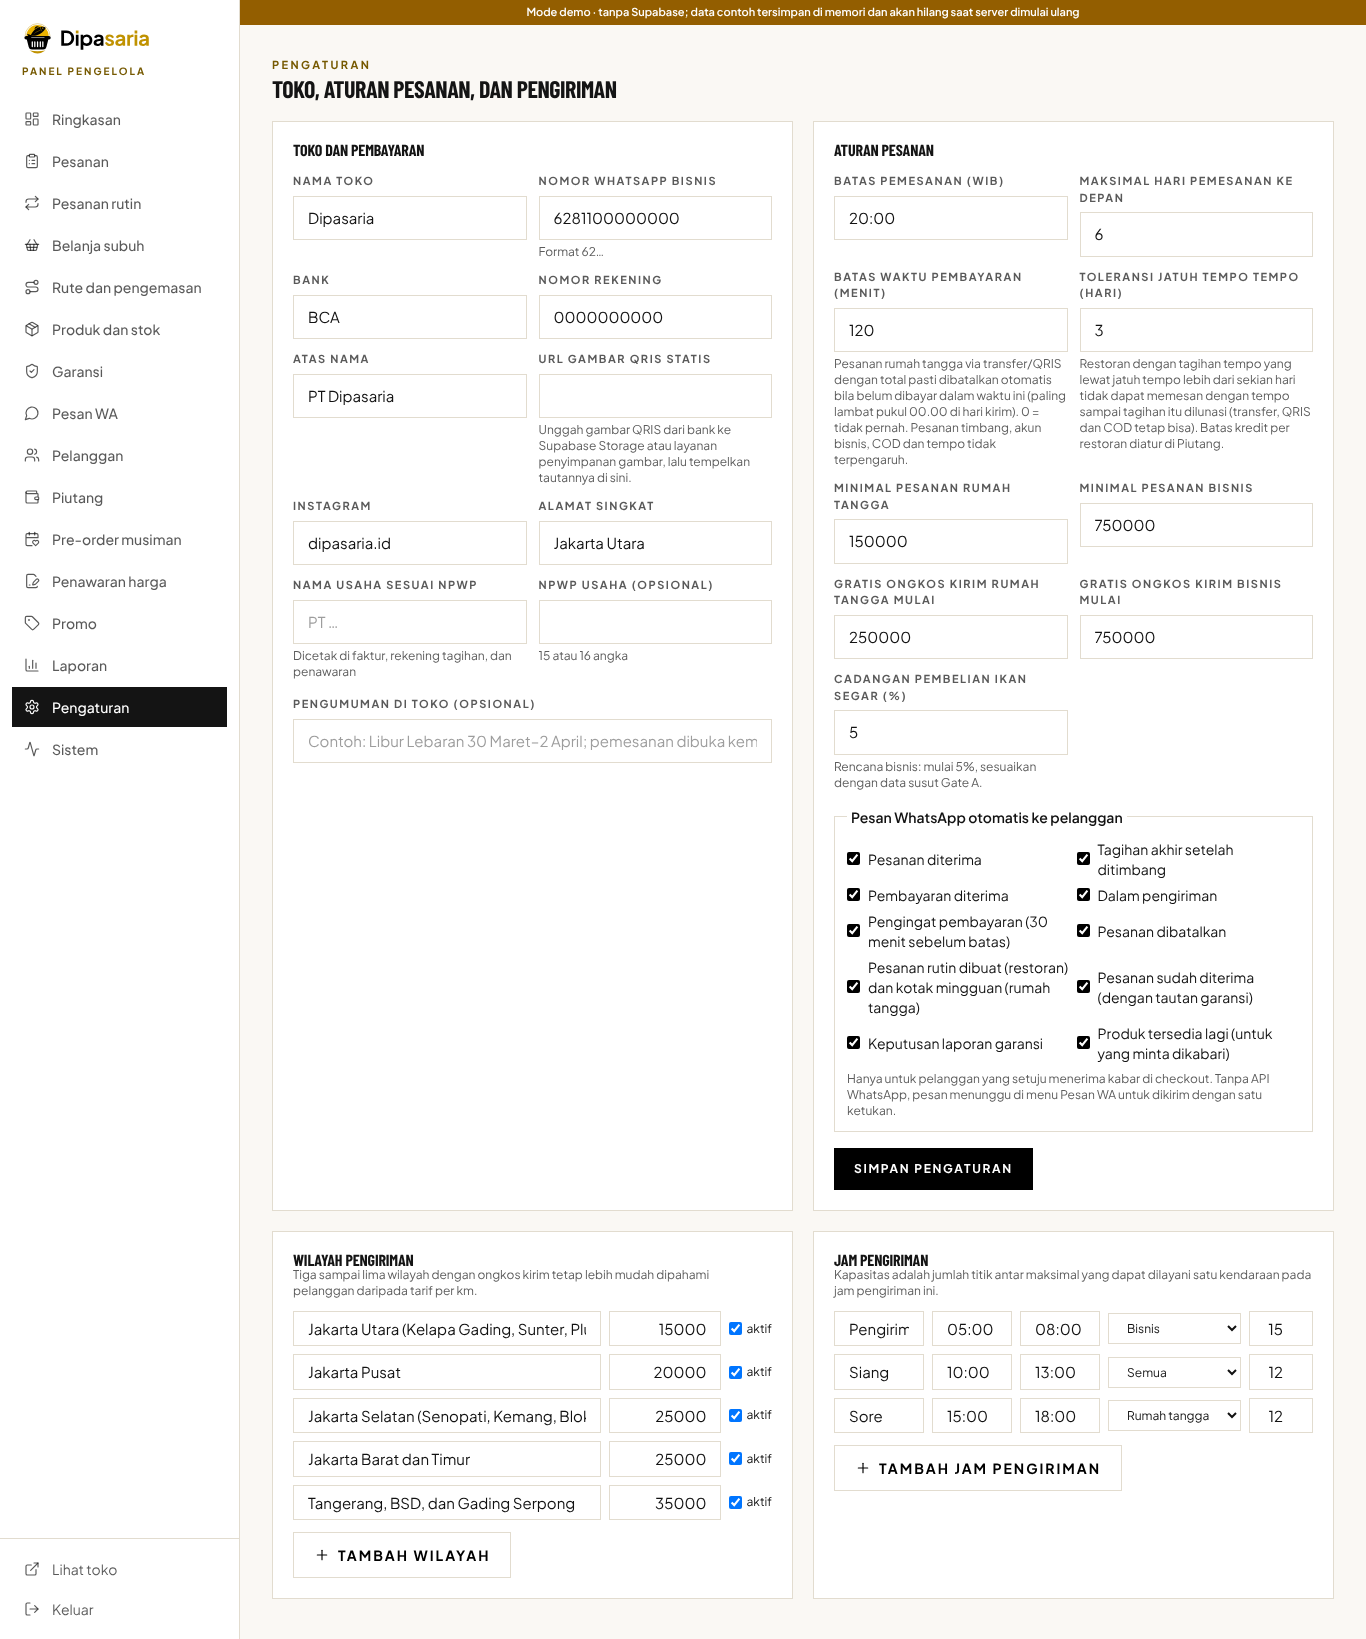 Mode demo · tanpa Supabase; data contoh tersimpan di memori dan akan hilang saat server dimulai ulang
Dipasaria
PANEL PENGELOLA
Ringkasan
Pesanan
Pesanan rutin
Belanja subuh
Rute dan pengemasan
Produk dan stok
Garansi
Pesan WA
Pelanggan
Piutang
Pre-order musiman
Penawaran harga
Promo
Laporan
Pengaturan
Sistem
Lihat toko
Keluar
PENGATURAN
TOKO, ATURAN PESANAN, DAN PENGIRIMAN
TOKO DAN PEMBAYARAN
NAMA TOKO
Dipasaria
NOMOR WHATSAPP BISNIS
6281100000000
Format 62…
BANK
BCA
NOMOR REKENING
0000000000
ATAS NAMA
PT Dipasaria
URL GAMBAR QRIS STATIS
Unggah gambar QRIS dari bank ke
Supabase Storage atau layanan
penyimpanan gambar, lalu tempelkan
tautannya di sini.
INSTAGRAM
dipasaria.id
ALAMAT SINGKAT
Jakarta Utara
NAMA USAHA SESUAI NPWP
PT …
Dicetak di faktur, rekening tagihan, dan
penawaran
NPWP USAHA (OPSIONAL)
15 atau 16 angka
PENGUMUMAN DI TOKO (OPSIONAL)
Contoh: Libur Lebaran 30 Maret–2 April; pemesanan dibuka kem
ATURAN PESANAN
BATAS PEMESANAN (WIB)
20:00
MAKSIMAL HARI PEMESANAN KE
DEPAN
6
BATAS WAKTU PEMBAYARAN
(MENIT)
120
Pesanan rumah tangga via transfer/QRIS
dengan total pasti dibatalkan otomatis
bila belum dibayar dalam waktu ini (paling
lambat pukul 00.00 di hari kirim). 0 =
tidak pernah. Pesanan timbang, akun
bisnis, COD dan tempo tidak
terpengaruh.
TOLERANSI JATUH TEMPO TEMPO
(HARI)
3
Restoran dengan tagihan tempo yang
lewat jatuh tempo lebih dari sekian hari
tidak dapat memesan dengan tempo
sampai tagihan itu dilunasi (transfer, QRIS
dan COD tetap bisa). Batas kredit per
restoran diatur di Piutang.
MINIMAL PESANAN RUMAH
TANGGA
150000
MINIMAL PESANAN BISNIS
750000
GRATIS ONGKOS KIRIM RUMAH
TANGGA MULAI
250000
GRATIS ONGKOS KIRIM BISNIS
MULAI
750000
CADANGAN PEMBELIAN IKAN
SEGAR (%)
5
Rencana bisnis: mulai 5%, sesuaikan
dengan data susut Gate A.
Pesan WhatsApp otomatis ke pelanggan
Pesanan diterima
Tagihan akhir setelah
ditimbang
Pembayaran diterima
Dalam pengiriman
Pengingat pembayaran (30
menit sebelum batas)
Pesanan dibatalkan
Pesanan rutin dibuat (restoran)
dan kotak mingguan (rumah
tangga)
Pesanan sudah diterima
(dengan tautan garansi)
Keputusan laporan garansi
Produk tersedia lagi (untuk
yang minta dikabari)
Hanya untuk pelanggan yang setuju menerima kabar di checkout. Tanpa API
WhatsApp, pesan menunggu di menu Pesan WA untuk dikirim dengan satu
ketukan.
SIMPAN PENGATURAN
WILAYAH PENGIRIMAN
Tiga sampai lima wilayah dengan ongkos kirim tetap lebih mudah dipahami
pelanggan daripada tarif per km.
Jakarta Utara (Kelapa Gading, Sunter, Plu 15000 aktif
Jakarta Pusat 20000 aktif
Jakarta Selatan (Senopati, Kemang, Blok 25000 aktif
Jakarta Barat dan Timur 25000 aktif
Tangerang, BSD, dan Gading Serpong 35000 aktif
+ TAMBAH WILAYAH
JAM PENGIRIMAN
Kapasitas adalah jumlah titik antar maksimal yang dapat dilayani satu kendaraan pada
jam pengiriman ini.
Pengirim 05:00 08:00 Bisnis 15
Siang 10:00 13:00 Semua 12
Sore 15:00 18:00 Rumah tangga 12
+ TAMBAH JAM PENGIRIMAN